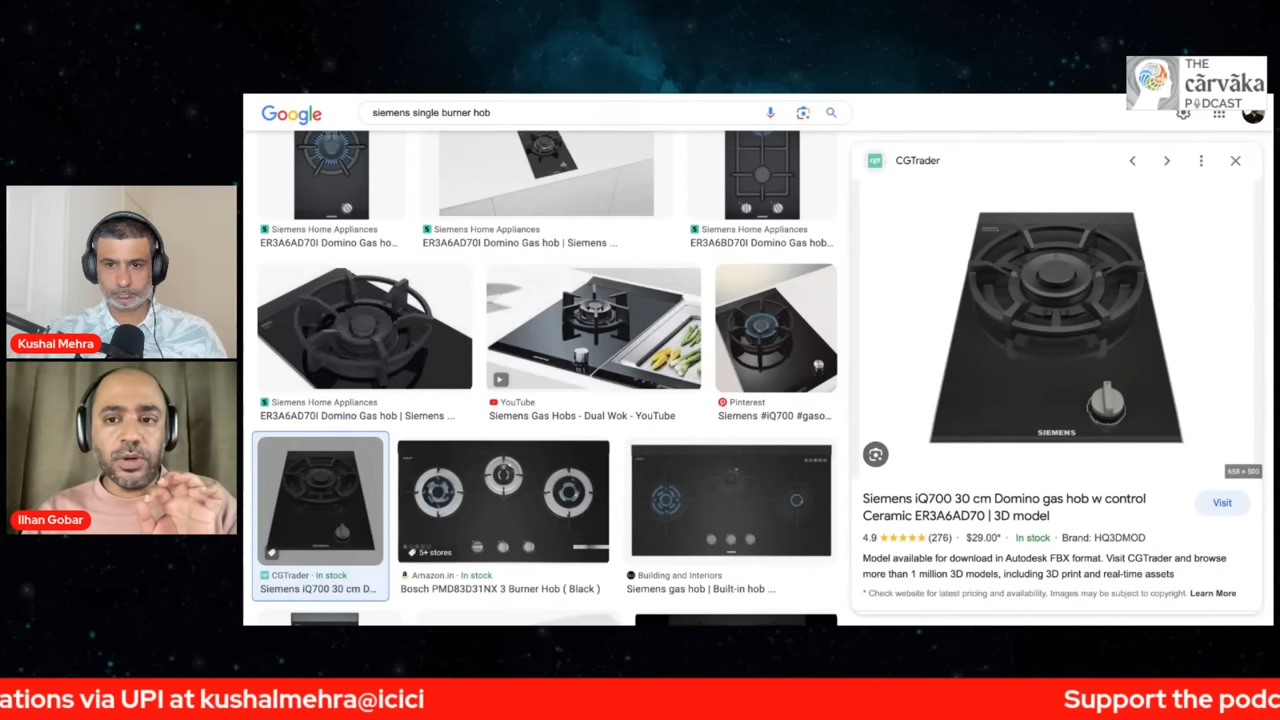 THE
cārvāka
PODCAST
Google
siemens single burner hob
CGTrader
Siemens Home Appliances
ER3A6AD70I Domino Gas ho...
Siemens Home Appliances
ER3A6AD70I Domino Gas hob | Siemens ...
Siemens Home Appliances
ER3A6BD70I Domino Gas hob...
Kushal Mehra
Siemens Home Appliances
ER3A6AD70I Domino Gas hob | Siemens ...
YouTube
Siemens Gas Hobs - Dual Wok - YouTube
Pinterest
Siemens #iQ700 #gaso...
SIEMENS
658 × 500
Siemens iQ700 30 cm Domino gas hob w control
Ceramic ER3A6AD70 | 3D model
Visit
4.9 ★★★★★ (276) · $29.00* · In stock · Brand: HQ3DMOD
Model available for download in Autodesk FBX format. Visit CGTrader and browse
more than 1 million 3D models, including 3D print and real-time assets
* Check website for latest pricing and availability. Images may be subject to copyright. Learn More
Ilhan Gobar
5+ stores
CGTrader · In stock
Siemens iQ700 30 cm D...
Amazon.in · In stock
Bosch PMD83D31NX 3 Burner Hob ( Black )
Building and Interiors
Siemens gas hob | Built-in hob ...
ations via UPI at kushalmehra@icici
Support the podc